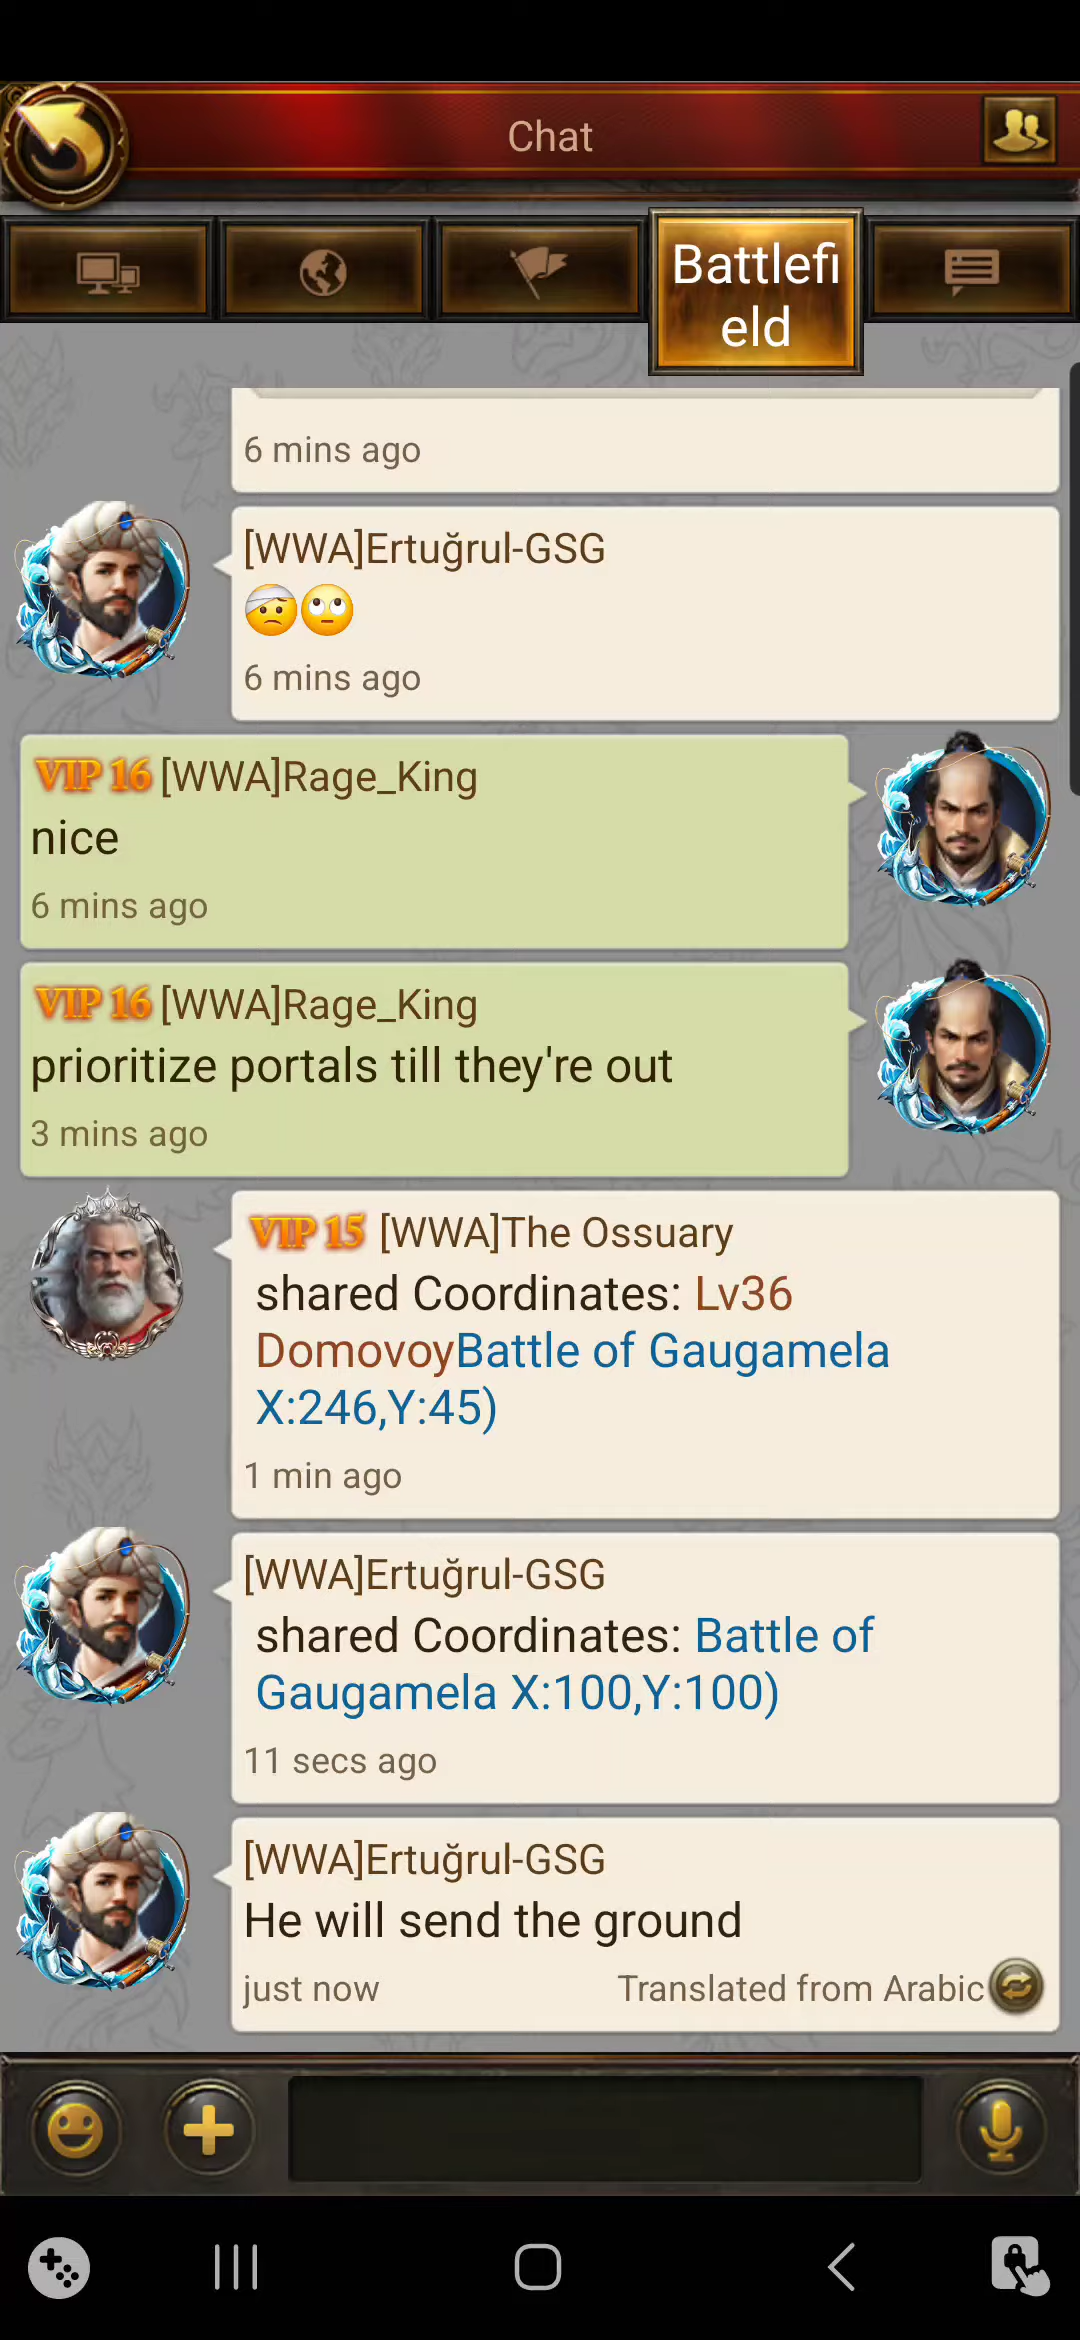 Chat
Battlefi
eld
6 mins ago
[WWA]Ertuğrul-GSG
🤕🙄
6 mins ago
VIP 16 [WWA]Rage_King
nice
6 mins ago
VIP 16 [WWA]Rage_King
prioritize portals till they're out
3 mins ago
VIP 15 [WWA]The Ossuary
shared Coordinates: Lv36
DomovoyBattle of Gaugamela
X:246,Y:45)
1 min ago
[WWA]Ertuğrul-GSG
shared Coordinates: Battle of
Gaugamela X:100,Y:100)
11 secs ago
[WWA]Ertuğrul-GSG
He will send the ground
just now Translated from Arabic